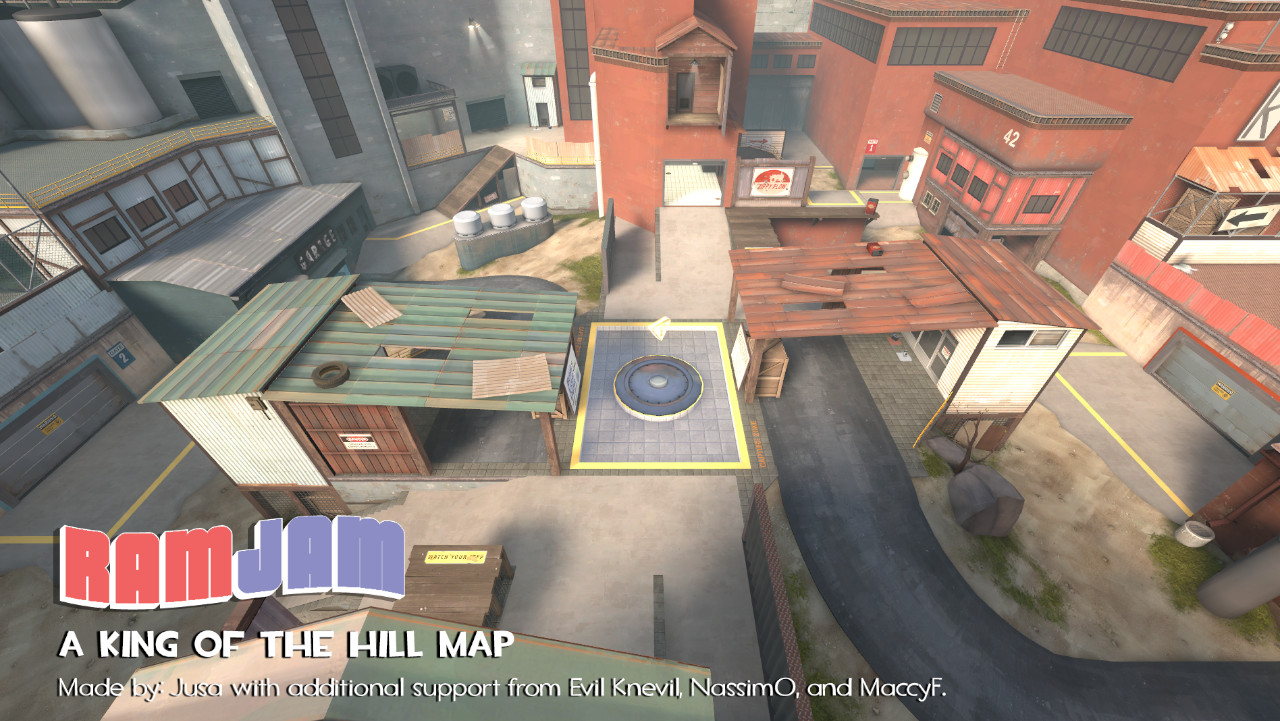 42
GARAGE
2
RAMJAM
WATCH YOUR STEP
A KING OF THE HILL MAP
Made by: Jusa with additional support from Evil Knevil, NassimO, and MaccyF.